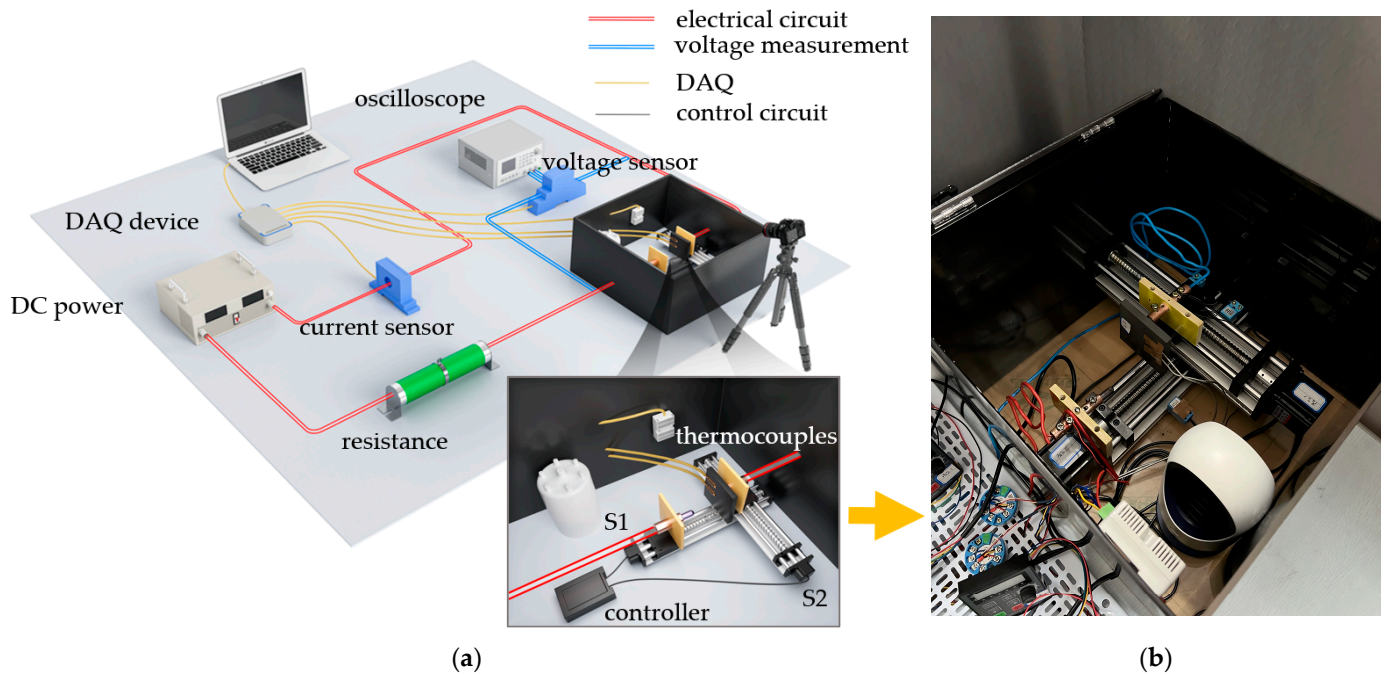 electrical circuit
voltage measurement
DAQ
control circuit
oscilloscope
voltage sensor
DAQ device
DC power
current sensor
resistance
thermocouples
S1
S2
controller
(a)
(b)